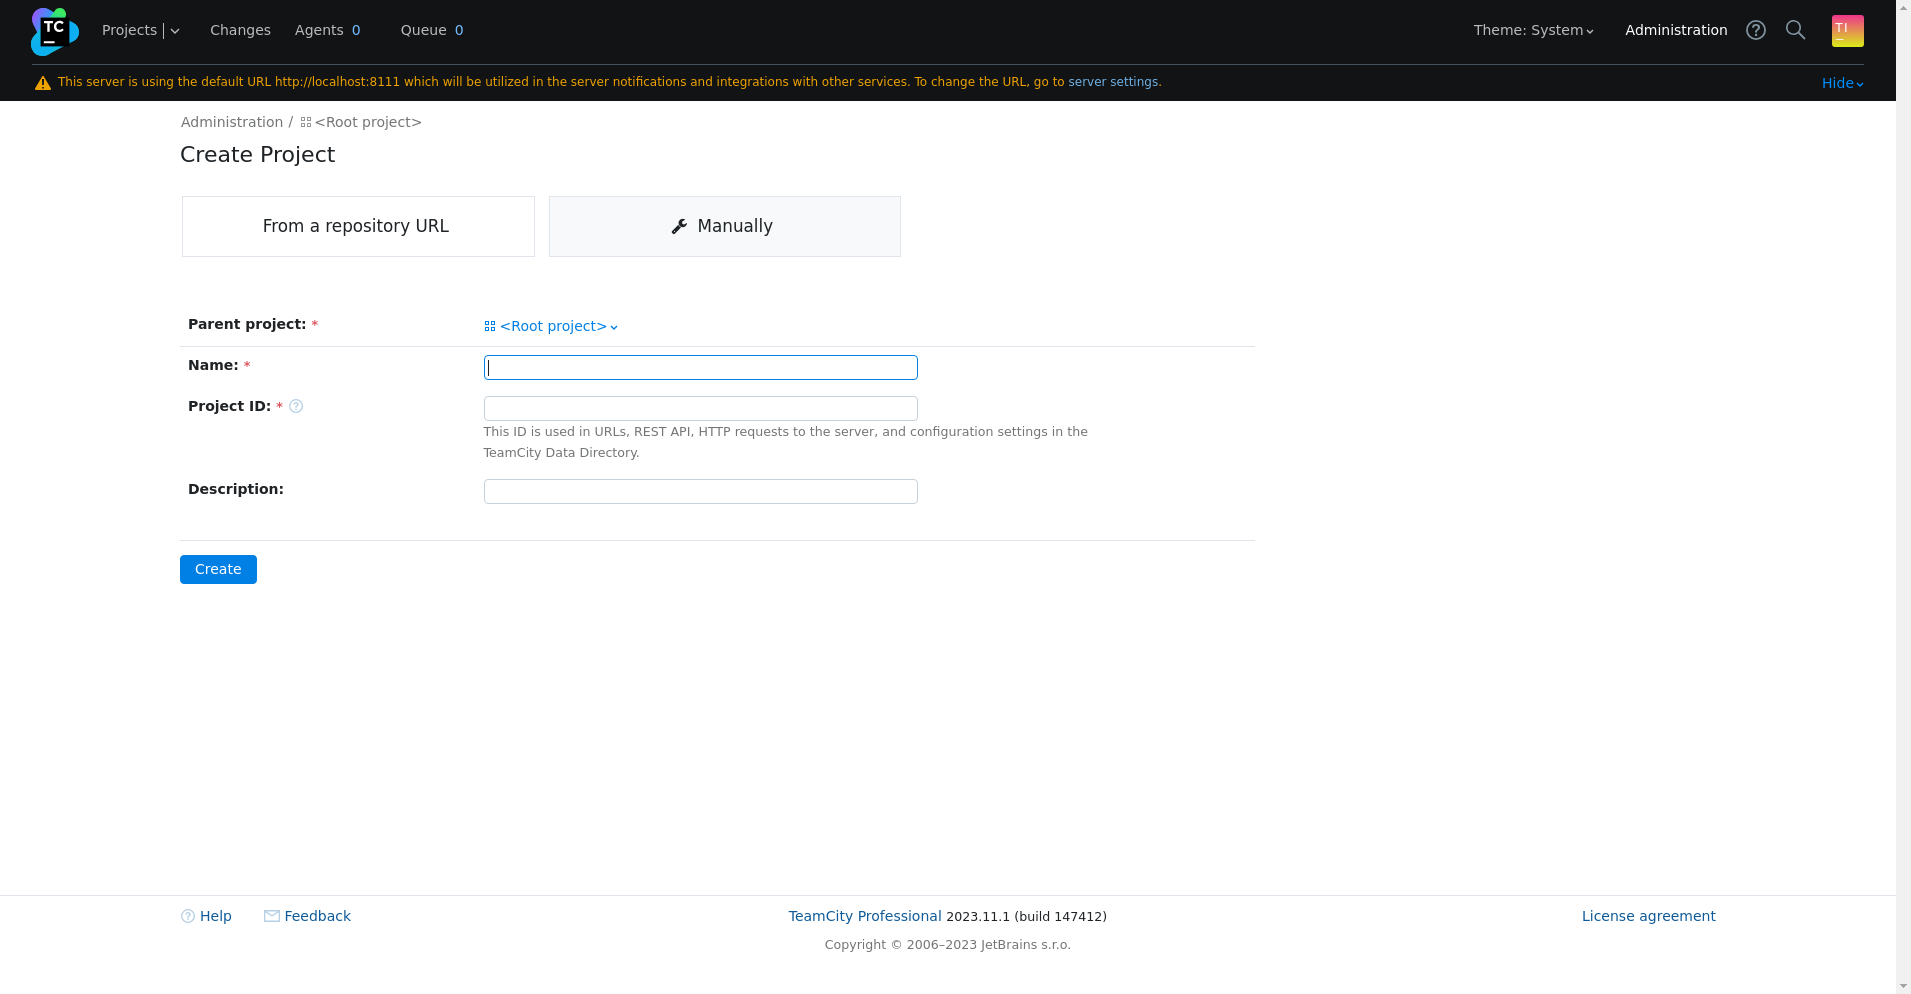 TC
Projects
Changes
Agents 0
Queue 0
Theme: System
Administration
TI
This server is using the default URL http://localhost:8111 which will be utilized in the server notifications and integrations with other services. To change the URL, go to server settings.
Hide
Administration / <Root project>
Create Project
From a repository URL
Manually
Parent project: *
<Root project>
Name: *
Project ID: *
This ID is used in URLs, REST API, HTTP requests to the server, and configuration settings in the
TeamCity Data Directory.
Description:
Create
Help
Feedback
TeamCity Professional 2023.11.1 (build 147412)
License agreement
Copyright © 2006–2023 JetBrains s.r.o.